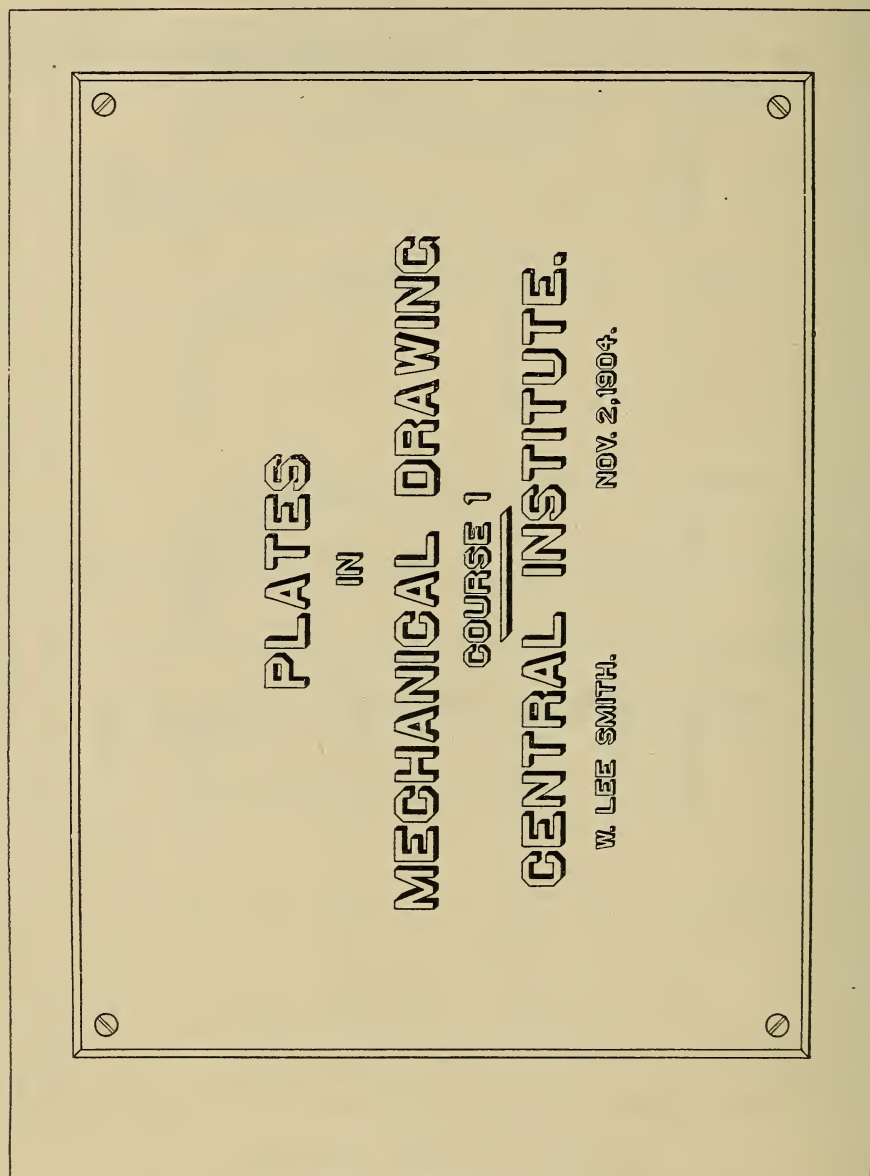 PLATES
IN
MECHANICAL DRAWING
COURSE 1
CENTRAL INSTITUTE.
W. LEE SMITH. NOV. 2,1904.